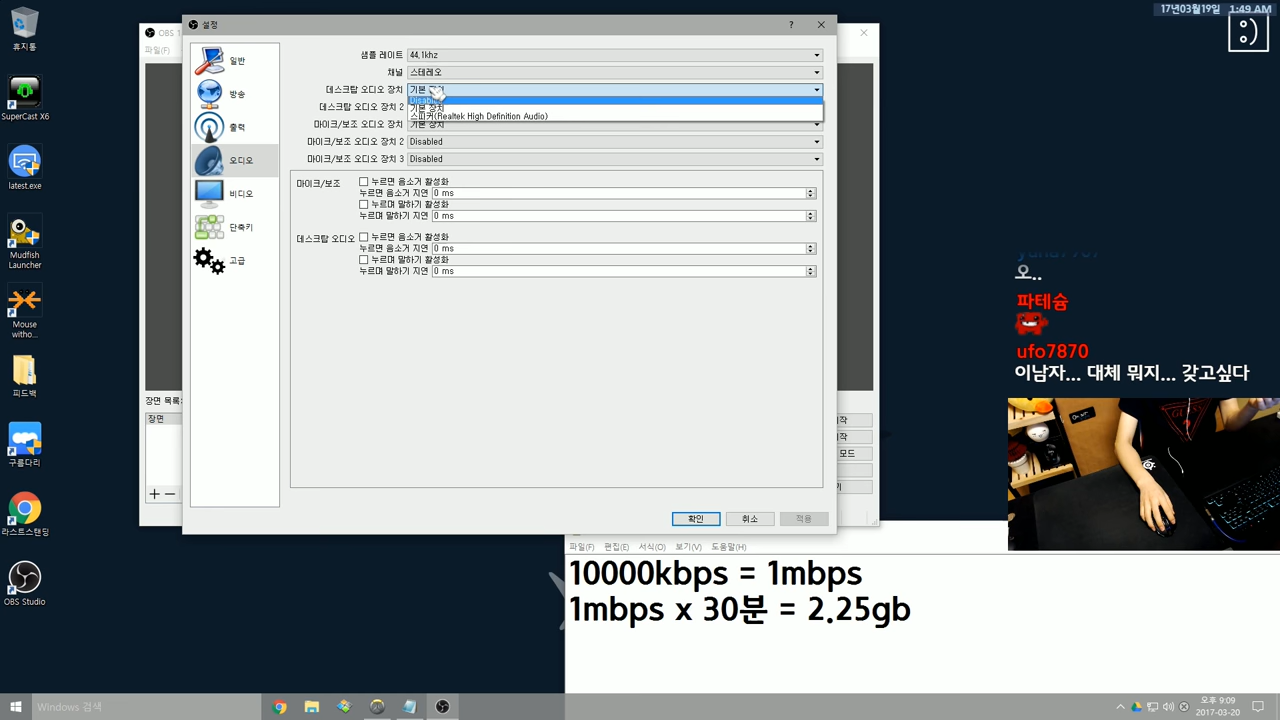 휴지통
SuperCast X6
latest.exe
Mudfish
Launcher
Mouse
witho...
피드백
구름다리
라스트스탠딩
OBS Studio
OBS 1
파일(F)
설정
일반
방송
출력
오디오
비디오
단축키
고급
샘플 레이트 44.1khz
채널 스테레오
데스크탑 오디오 장치 기본
Disabled
데스크탑 오디오 장치 2 기본 장치
스피커(Realtek High Definition Audio)
마이크/보조 오디오 장치 기본 장치
마이크/보조 오디오 장치 2 Disabled
마이크/보조 오디오 장치 3 Disabled
마이크/보조 누르면 음소거 활성화
누르면 음소거 지연 0 ms
누르며 말하기 활성화
누르며 말하기 지연 0 ms
데스크탑 오디오 누르면 음소거 활성화
누르면 음소거 지연 0 ms
누르며 말하기 활성화
누르며 말하기 지연 0 ms
장면 목록:
장면
확인
취소
적용
작
작
모드
기
17년03월19일 1:49 AM
:)
오..
파테슘
ufo7870
이남자... 대체 뭐지... 갖고싶다
파일(F) 편집(E) 서식(O) 보기(V) 도움말(H)
10000kbps = 1mbps
1mbps x 30분 = 2.25gb
Windows 검색
오후 9:09
2017-03-20